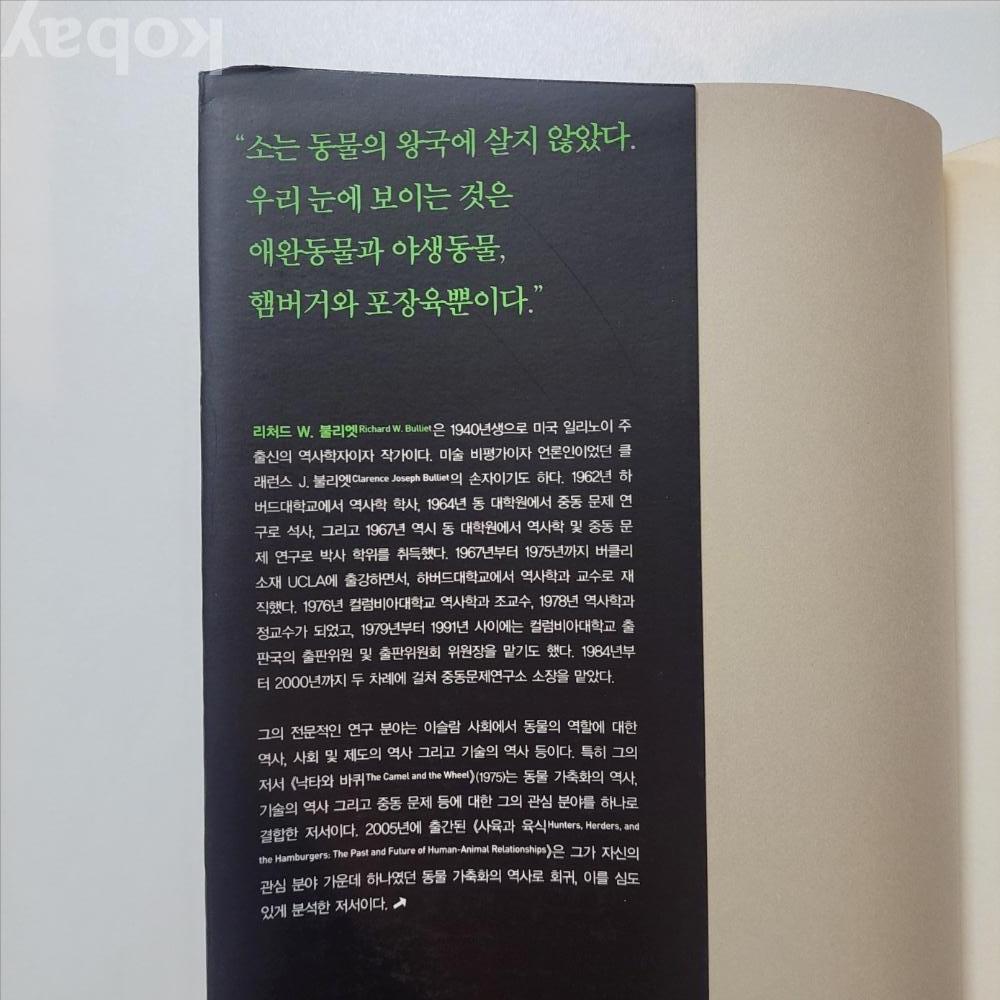 kobay
“소는 동물의 왕국에 살지 않았다.
우리 눈에 보이는 것은
애완동물과 야생동물,
햄버거와 포장육뿐이다.”
리처드 W. 불리엣Richard W. Bulliet은 1940년생으로 미국 일리노이 주
출신의 역사학자이자 작가이다. 미술 비평가이자 언론인이었던 클
래런스 J. 불리엣Clarence Joseph Bulliet의 손자이기도 하다. 1962년 하
버드대학교에서 역사학 학사, 1964년 동 대학원에서 중동 문제 연
구로 석사, 그리고 1967년 역시 동 대학원에서 역사학 및 중동 문
제 연구로 박사 학위를 취득했다. 1967년부터 1975년까지 버클리
소재 UCLA에 출강하면서, 하버드대학교에서 역사학과 교수로 재
직했다. 1976년 컬럼비아대학교 역사학과 조교수, 1978년 역사학과
정교수가 되었고, 1979년부터 1991년 사이에는 컬럼비아대학교 출
판국의 출판위원 및 출판위원회 위원장을 맡기도 했다. 1984년부
터 2000년까지 두 차례에 걸쳐 중동문제연구소 소장을 맡았다.
그의 전문적인 연구 분야는 이슬람 사회에서 동물의 역할에 대한
역사, 사회 및 제도의 역사 그리고 기술의 역사 등이다. 특히 그의
저서 《낙타와 바퀴The Camel and the Wheel》(1975)는 동물 가축화의 역사,
기술의 역사 그리고 중동 문제 등에 대한 그의 관심 분야를 하나로
결합한 저서이다. 2005년에 출간된 《사육과 육식Hunters, Herders, and
the Hamburgers: The Past and Future of Human-Animal Relationships》은 그가 자신의
관심 분야 가운데 하나였던 동물 가축화의 역사로 회귀, 이를 심도
있게 분석한 저서이다.